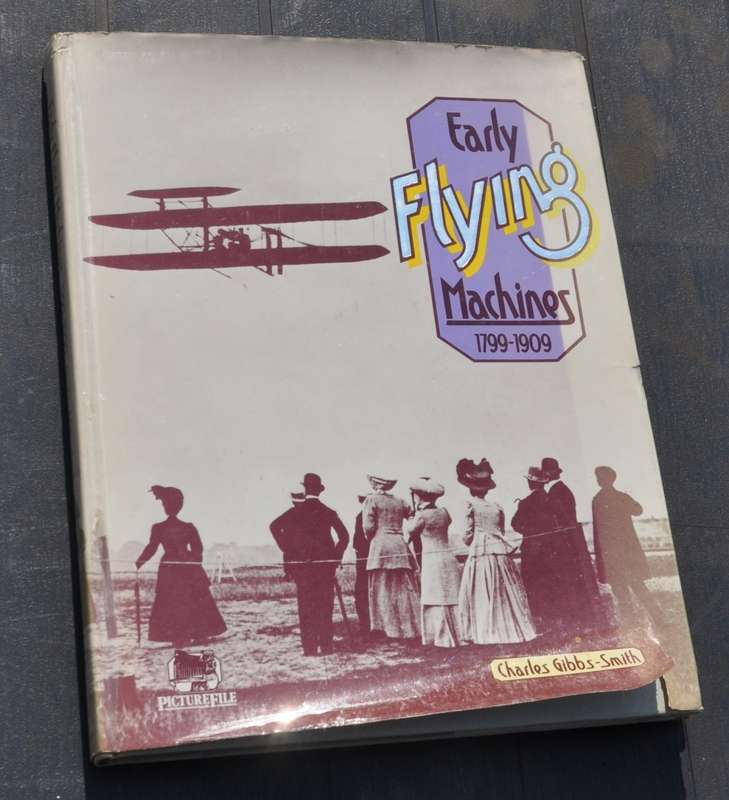 Early
Flying
Machines
1799-1909
Charles Gibbs-Smith
PICTUREFILE